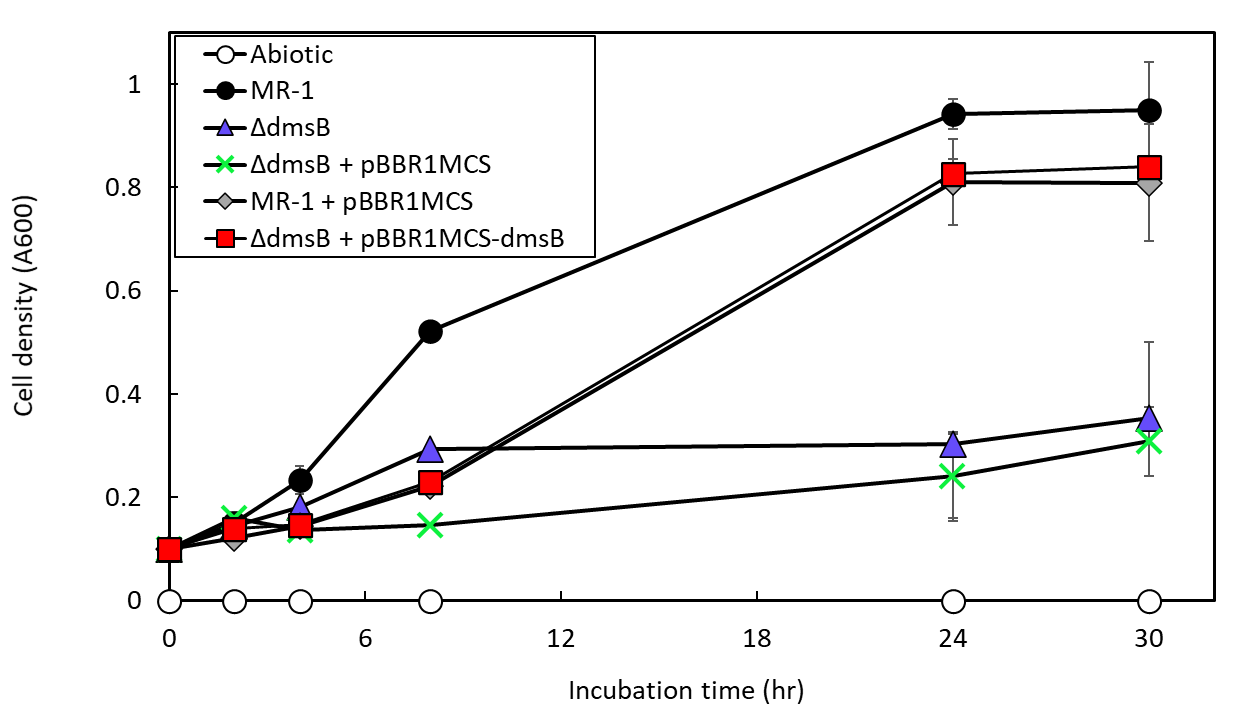 Abiotic
MR-1
ΔdmsB
ΔdmsB + pBBR1MCS
MR-1 + pBBR1MCS
ΔdmsB + pBBR1MCS-dmsB
1
0.8
0.6
0.4
0.2
0
Cell density (A600)
0 6 12 18 24 30
Incubation time (hr)